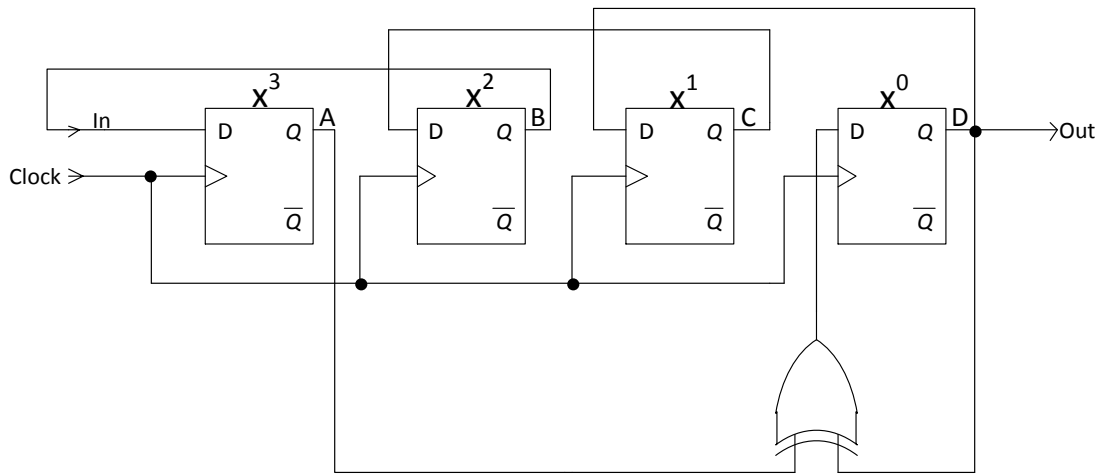 X³ X² X¹ X⁰
In D Q A D Q B D Q C D Q D Out
Clock
Q̅ Q̅ Q̅ Q̅